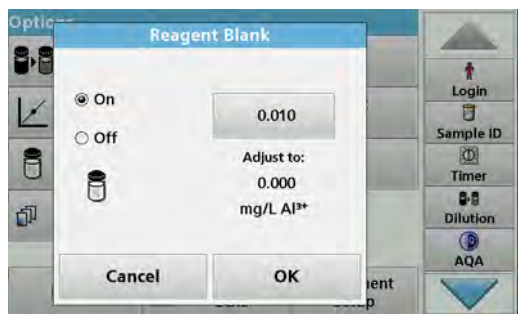 Options
Reagent Blank
On
Off
0.010
Adjust to:
0.000
mg/L Al³⁺
Cancel
OK
Login
Sample ID
Timer
Dilution
AQA